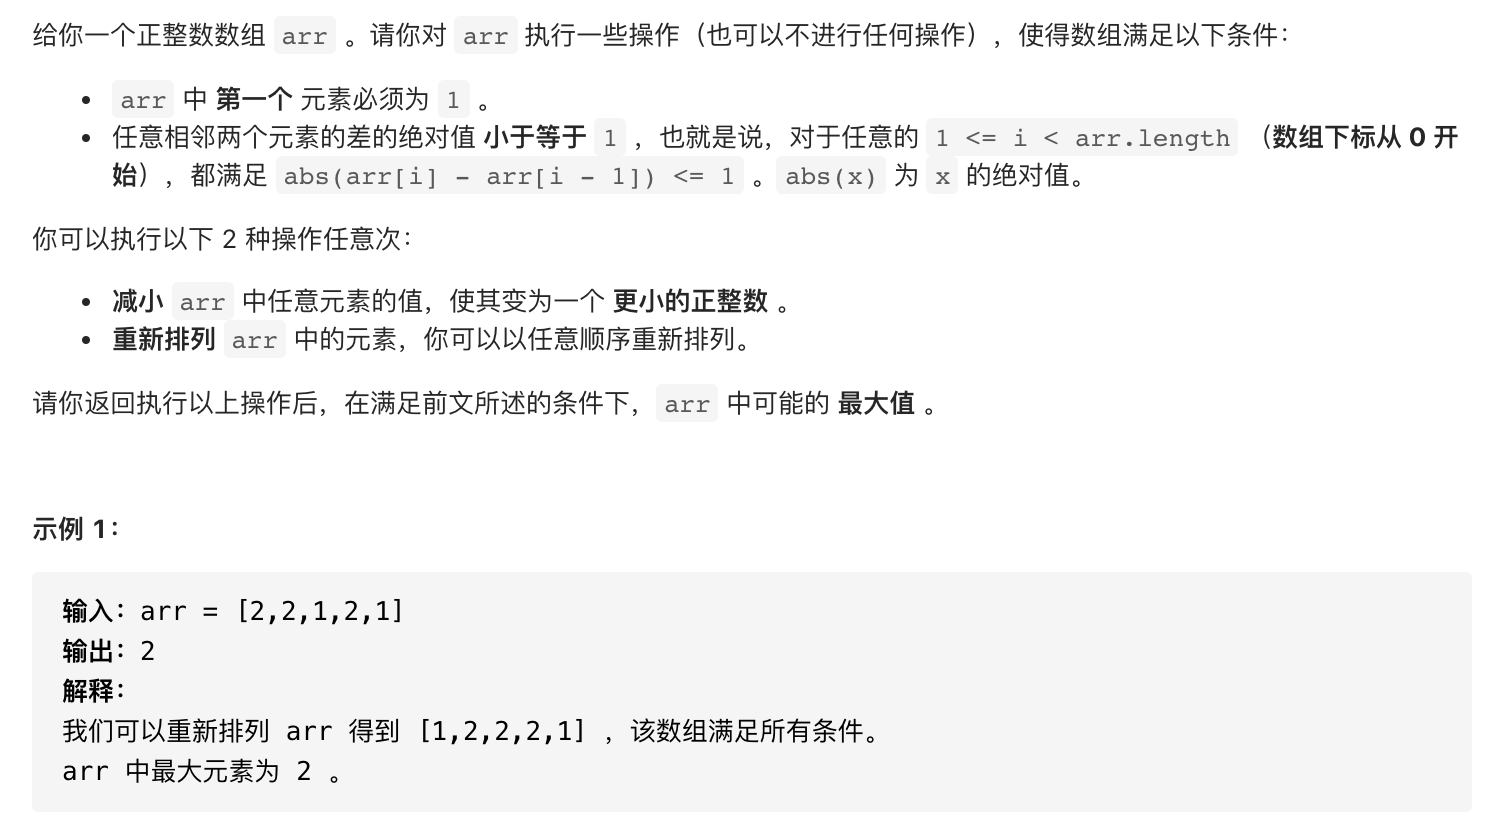 给你一个正整数数组 arr 。请你对 arr 执行一些操作（也可以不进行任何操作），使得数组满足以下条件：
• arr 中 第一个 元素必须为 1 。
• 任意相邻两个元素的差的绝对值 小于等于 1 ，也就是说，对于任意的 1 <= i < arr.length （数组下标从 0 开
始），都满足 abs(arr[i] - arr[i - 1]) <= 1 。abs(x) 为 x 的绝对值。
你可以执行以下 2 种操作任意次：
• 减小 arr 中任意元素的值，使其变为一个 更小的正整数 。
• 重新排列 arr 中的元素，你可以以任意顺序重新排列。
请你返回执行以上操作后，在满足前文所述的条件下，arr 中可能的 最大值 。
示例 1：
输入：arr = [2,2,1,2,1]
输出：2
解释：
我们可以重新排列 arr 得到 [1,2,2,2,1] ，该数组满足所有条件。
arr 中最大元素为 2 。